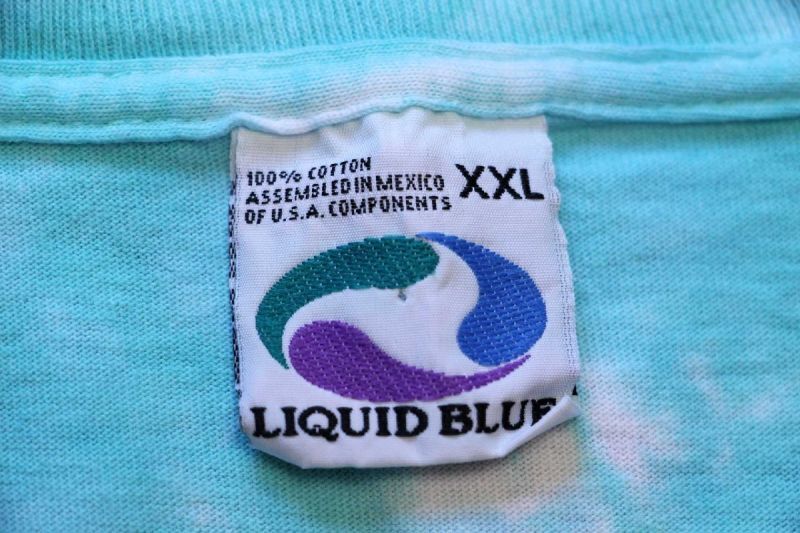 100% COTTON
ASSEMBLED IN MEXICO
OF U.S.A. COMPONENTS
XXL
LIQUID BLUE